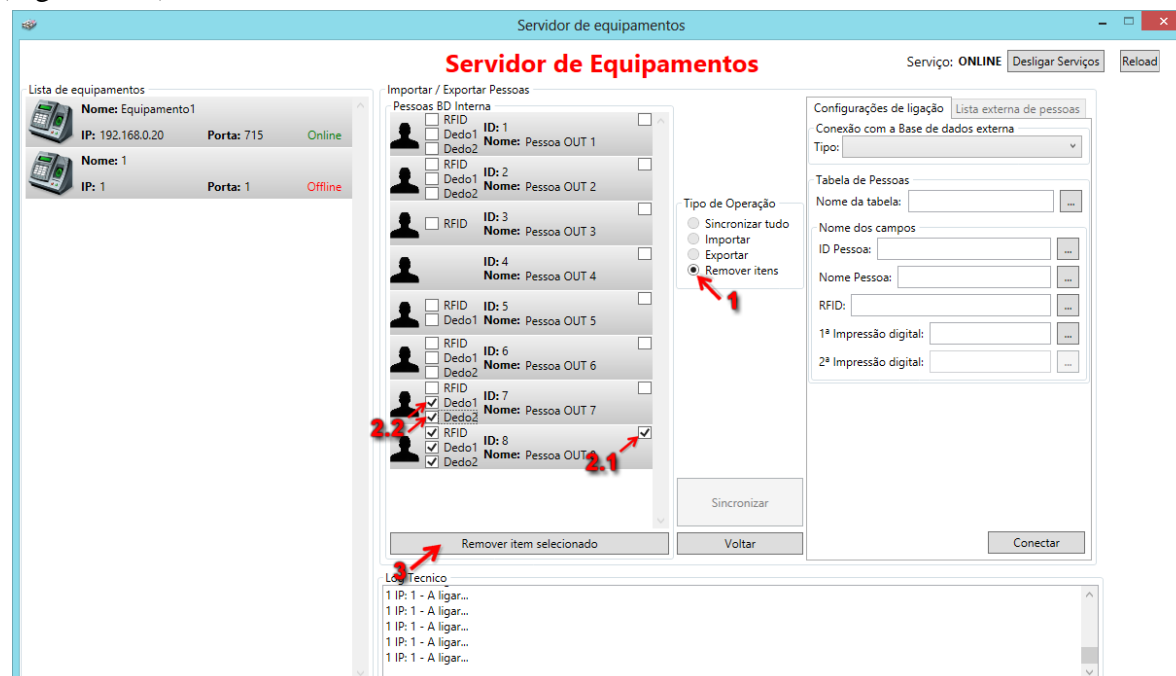 Servidor de equipamentos
Servidor de Equipamentos
Serviço: ONLINE Desligar Serviços Reload
Lista de equipamentos
Nome: Equipamento1
IP: 192.168.0.20 Porta: 715 Online
Nome: 1
IP: 1 Porta: 1 Offline
Importar / Exportar Pessoas
Pessoas BD Interna
RFID
Dedo1
Dedo2
ID: 1
Nome: Pessoa OUT 1
RFID
Dedo1
Dedo2
ID: 2
Nome: Pessoa OUT 2
RFID
ID: 3
Nome: Pessoa OUT 3
ID: 4
Nome: Pessoa OUT 4
RFID
Dedo1
ID: 5
Nome: Pessoa OUT 5
RFID
Dedo1
Dedo2
ID: 6
Nome: Pessoa OUT 6
RFID
Dedo1
Dedo2
ID: 7
Nome: Pessoa OUT 7
2.2
RFID
Dedo1
Dedo2
ID: 8
Nome: Pessoa OUT
2.1
Remover item selecionado
3
Tipo de Operação
Sincronizar tudo
Importar
Exportar
Remover itens
1
Sincronizar
Voltar
Configurações de ligação Lista externa de pessoas
Conexão com a Base de dados externa
Tipo:
Tabela de Pessoas
Nome da tabela: ...
Nome dos campos
ID Pessoa: ...
Nome Pessoa: ...
RFID: ...
1ª Impressão digital: ...
2ª Impressão digital: ...
Conectar
Log Tecnico
1 IP: 1 - A ligar...
1 IP: 1 - A ligar...
1 IP: 1 - A ligar...
1 IP: 1 - A ligar...
1 IP: 1 - A ligar...